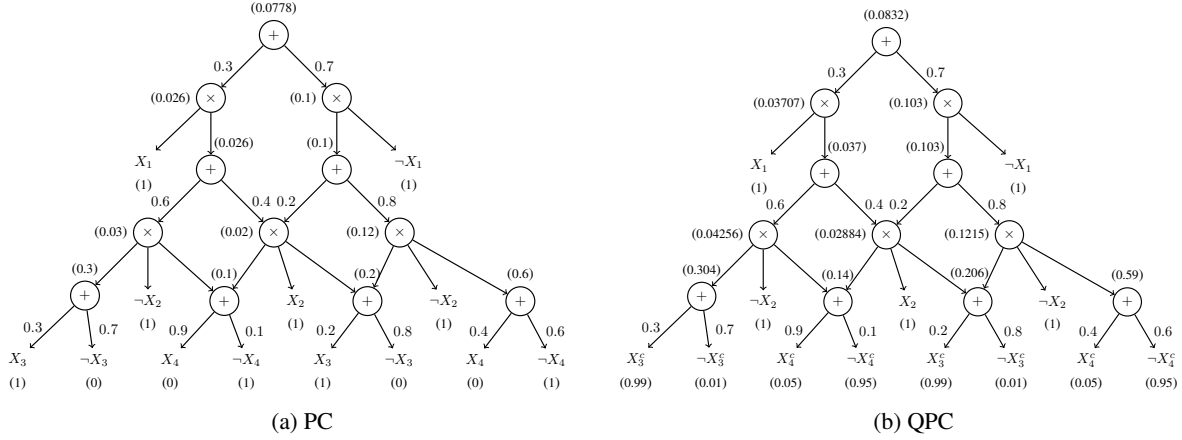 (0.0778)
+
0.3 0.7
(0.026) × (0.1) ×
X₁ (0.026) (0.1) ¬X₁
(1) + + (1)
0.6 0.4 0.2 0.8
(0.03) × (0.02) × (0.12) ×
(0.3) (0.1) (0.2) (0.6)
+ ¬X₂ + X₂ + ¬X₂ +
(1) (1) (1)
0.3 0.7 0.9 0.1 0.2 0.8 0.4 0.6
X₃ ¬X₃ X₄ ¬X₄ X₃ ¬X₃ X₄ ¬X₄
(1) (0) (0) (1) (1) (0) (0) (1)
(a) PC
(0.0832)
+
0.3 0.7
(0.03707) × (0.103) ×
X₁ (0.037) (0.103) ¬X₁
(1) + + (1)
0.6 0.4 0.2 0.8
(0.04256) × (0.02884) × (0.1215) ×
(0.304) (0.14) (0.206) (0.59)
+ ¬X₂ + X₂ + ¬X₂ +
(1) (1) (1)
0.3 0.7 0.9 0.1 0.2 0.8 0.4 0.6
X₃ᶜ ¬X₃ᶜ X₄ᶜ ¬X₄ᶜ X₃ᶜ ¬X₃ᶜ X₄ᶜ ¬X₄ᶜ
(0.99) (0.01) (0.05) (0.95) (0.99) (0.01) (0.05) (0.95)
(b) QPC